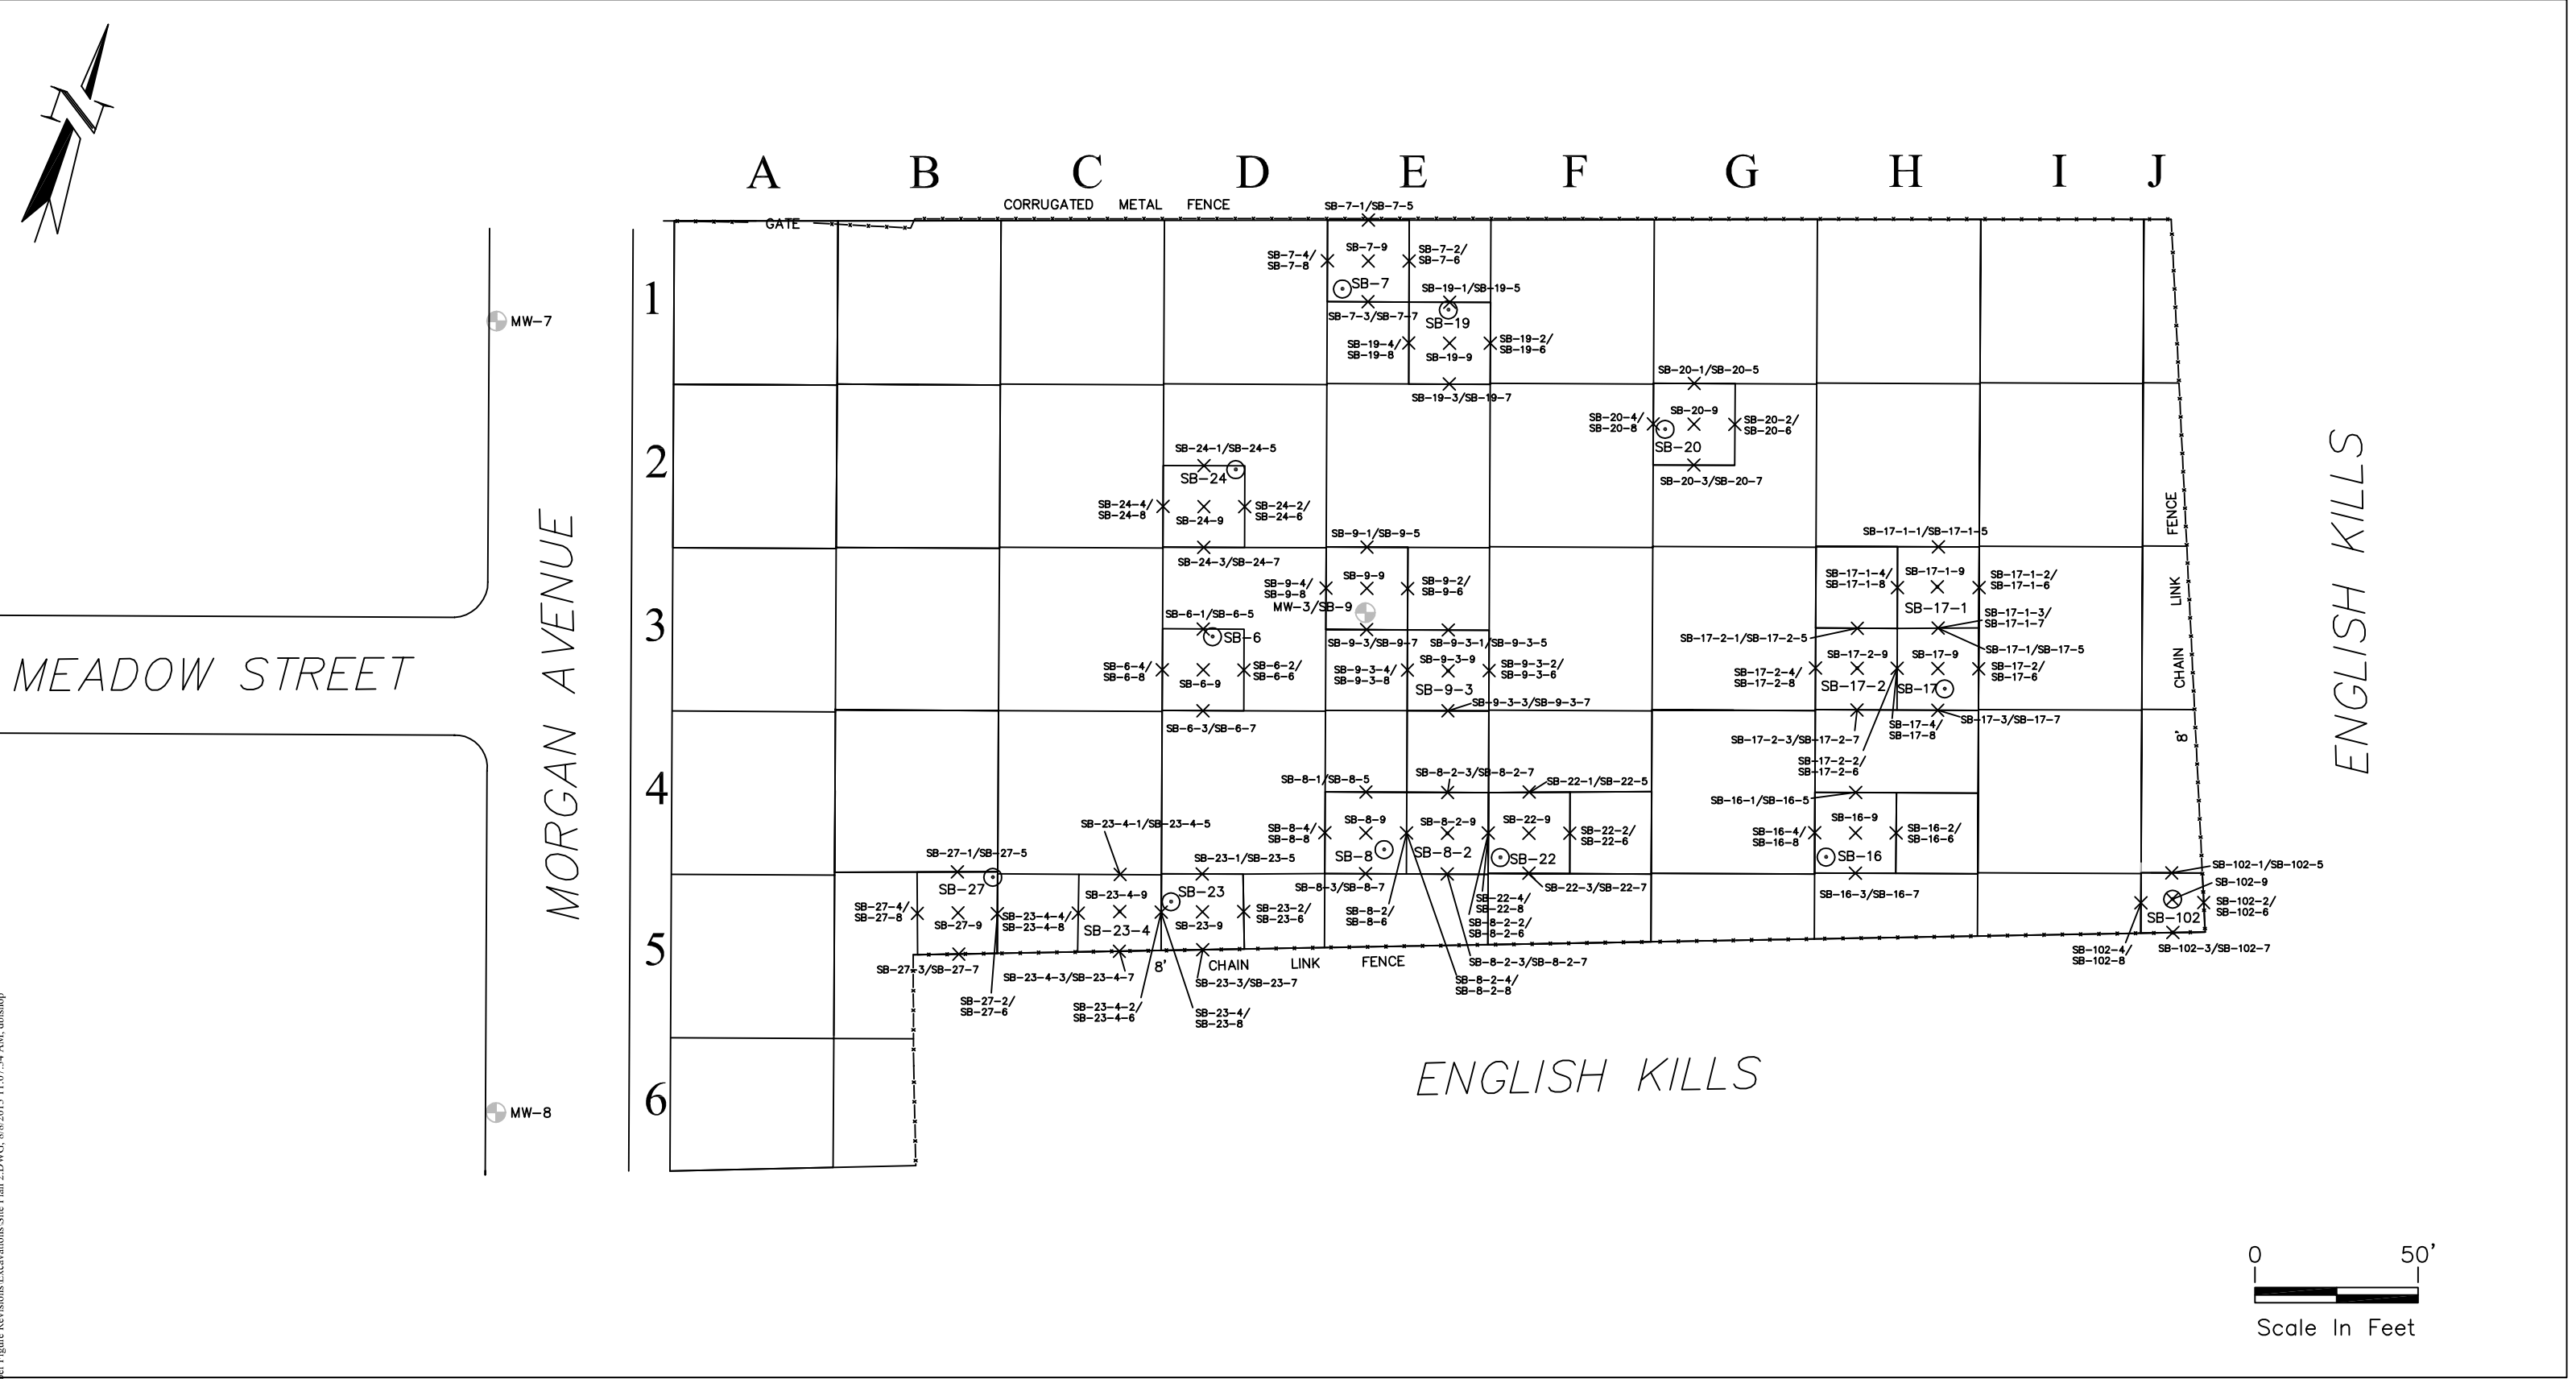 N
A B C D E F G H I J
CORRUGATED METAL FENCE
GATE
1
2
3
4
5
6
MW-7
MW-8
MEADOW STREET
MORGAN AVENUE
ENGLISH KILLS
ENGLISH KILLS
SB-7-1/SB-7-5
SB-7-4/
SB-7-8
SB-7-9
SB-7-2/
SB-7-6
SB-7
SB-7-3/SB-7-7
SB-19-1/SB-19-5
SB-19
SB-19-4/
SB-19-8
SB-19-9
SB-19-2/
SB-19-6
SB-19-3/SB-19-7
SB-20-1/SB-20-5
SB-20-4/
SB-20-8
SB-20-9
SB-20-2/
SB-20-6
SB-20
SB-20-3/SB-20-7
SB-24-1/SB-24-5
SB-24
SB-24-4/
SB-24-8
SB-24-9
SB-24-2/
SB-24-6
SB-24-3/SB-24-7
SB-9-1/SB-9-5
SB-9-4/
SB-9-8
SB-9-9
SB-9-2/
SB-9-6
MW-3/SB-9
SB-9-3/SB-9-7
SB-9-3-1/SB-9-3-5
SB-9-3-4/
SB-9-3-8
SB-9-3-9
SB-9-3-2/
SB-9-3-6
SB-9-3
SB-9-3-3/SB-9-3-7
SB-6-1/SB-6-5
SB-6
SB-6-4/
SB-6-8
SB-6-9
SB-6-2/
SB-6-6
SB-6-3/SB-6-7
SB-17-1-1/SB-17-1-5
SB-17-1-4/
SB-17-1-8
SB-17-1-9
SB-17-1-2/
SB-17-1-6
SB-17-1
SB-17-1-3/
SB-17-1-7
SB-17-2-1/SB-17-2-5
SB-17-1/SB-17-5
SB-17-2-4/
SB-17-2-8
SB-17-2-9
SB-17-9
SB-17-2/
SB-17-6
SB-17-2
SB-17
SB-17-4/
SB-17-8
SB-17-3/SB-17-7
SB-17-2-3/SB-17-2-7
SB-17-2-2/
SB-17-2-6
SB-8-1/SB-8-5
SB-8-2-3/SB-8-2-7
SB-22-1/SB-22-5
SB-8-4/
SB-8-8
SB-8-9
SB-8-2-9
SB-22-9
SB-22-2/
SB-22-6
SB-8
SB-8-2
SB-22
SB-8-3/SB-8-7
SB-22-3/SB-22-7
SB-8-2/
SB-8-6
SB-22-4/
SB-22-8
SB-8-2-2/
SB-8-2-6
SB-8-2-3/SB-8-2-7
SB-8-2-4/
SB-8-2-8
SB-16-1/SB-16-5
SB-16-4/
SB-16-8
SB-16-9
SB-16-2/
SB-16-6
SB-16
SB-16-3/SB-16-7
SB-23-4-1/SB-23-4-5
SB-27-1/SB-27-5
SB-23-1/SB-23-5
SB-27
SB-27-4/
SB-27-8
SB-27-9
SB-23-4-4/
SB-23-4-8
SB-23-4-9
SB-23-4
SB-23
SB-23-9
SB-23-2/
SB-23-6
SB-27-3/SB-27-7
SB-23-4-3/SB-23-4-7
8' CHAIN LINK FENCE
SB-23-3/SB-23-7
SB-27-2/
SB-27-6
SB-23-4-2/
SB-23-4-6
SB-23-4/
SB-23-8
8' CHAIN LINK FENCE
SB-102-1/SB-102-5
SB-102-9
SB-102-2/
SB-102-6
SB-102
SB-102-4/
SB-102-8
SB-102-3/SB-102-7
0 50'
Scale In Feet